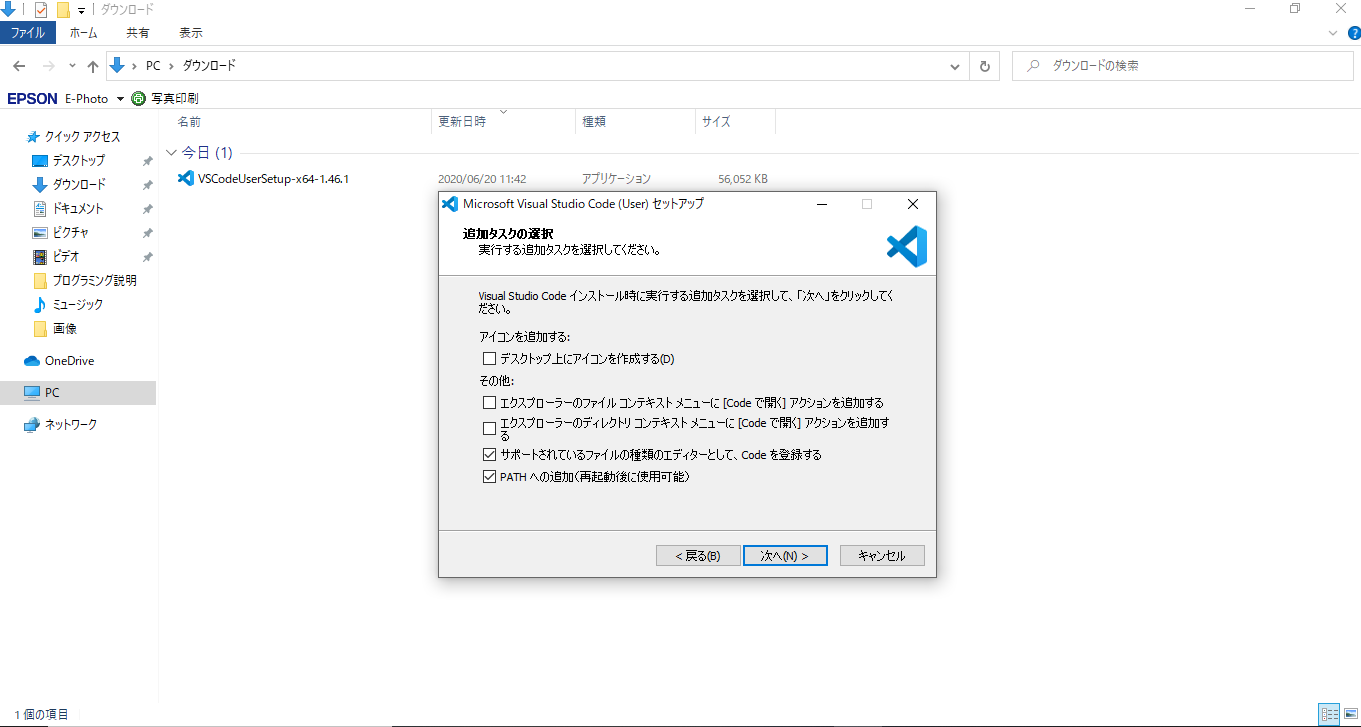 ダウンロード
ファイル ホーム 共有 表示
PC ダウンロード ダウンロードの検索
EPSON E-Photo 写真印刷
名前 更新日時 種類 サイズ
クイック アクセス
デスクトップ
ダウンロード
ドキュメント
ピクチャ
ビデオ
プログラミング説明
ミュージック
画像
OneDrive
PC
ネットワーク
今日 (1)
VSCodeUserSetup-x64-1.46.1 2020/06/20 11:42 アプリケーション 56,052 KB
Microsoft Visual Studio Code (User) セットアップ
追加タスクの選択
実行する追加タスクを選択してください。
Visual Studio Code インストール時に実行する追加タスクを選択して、「次へ」をクリックしてく
ださい。
アイコンを追加する:
デスクトップ上にアイコンを作成する(D)
その他:
エクスプローラーのファイル コンテキスト メニューに [Code で開く] アクションを追加する
エクスプローラーのディレクトリ コンテキスト メニューに [Code で開く] アクションを追加す
る
サポートされているファイルの種類のエディターとして、Code を登録する
PATH への追加(再起動後に使用可能)
< 戻る(B) 次へ(N) > キャンセル
1 個の項目